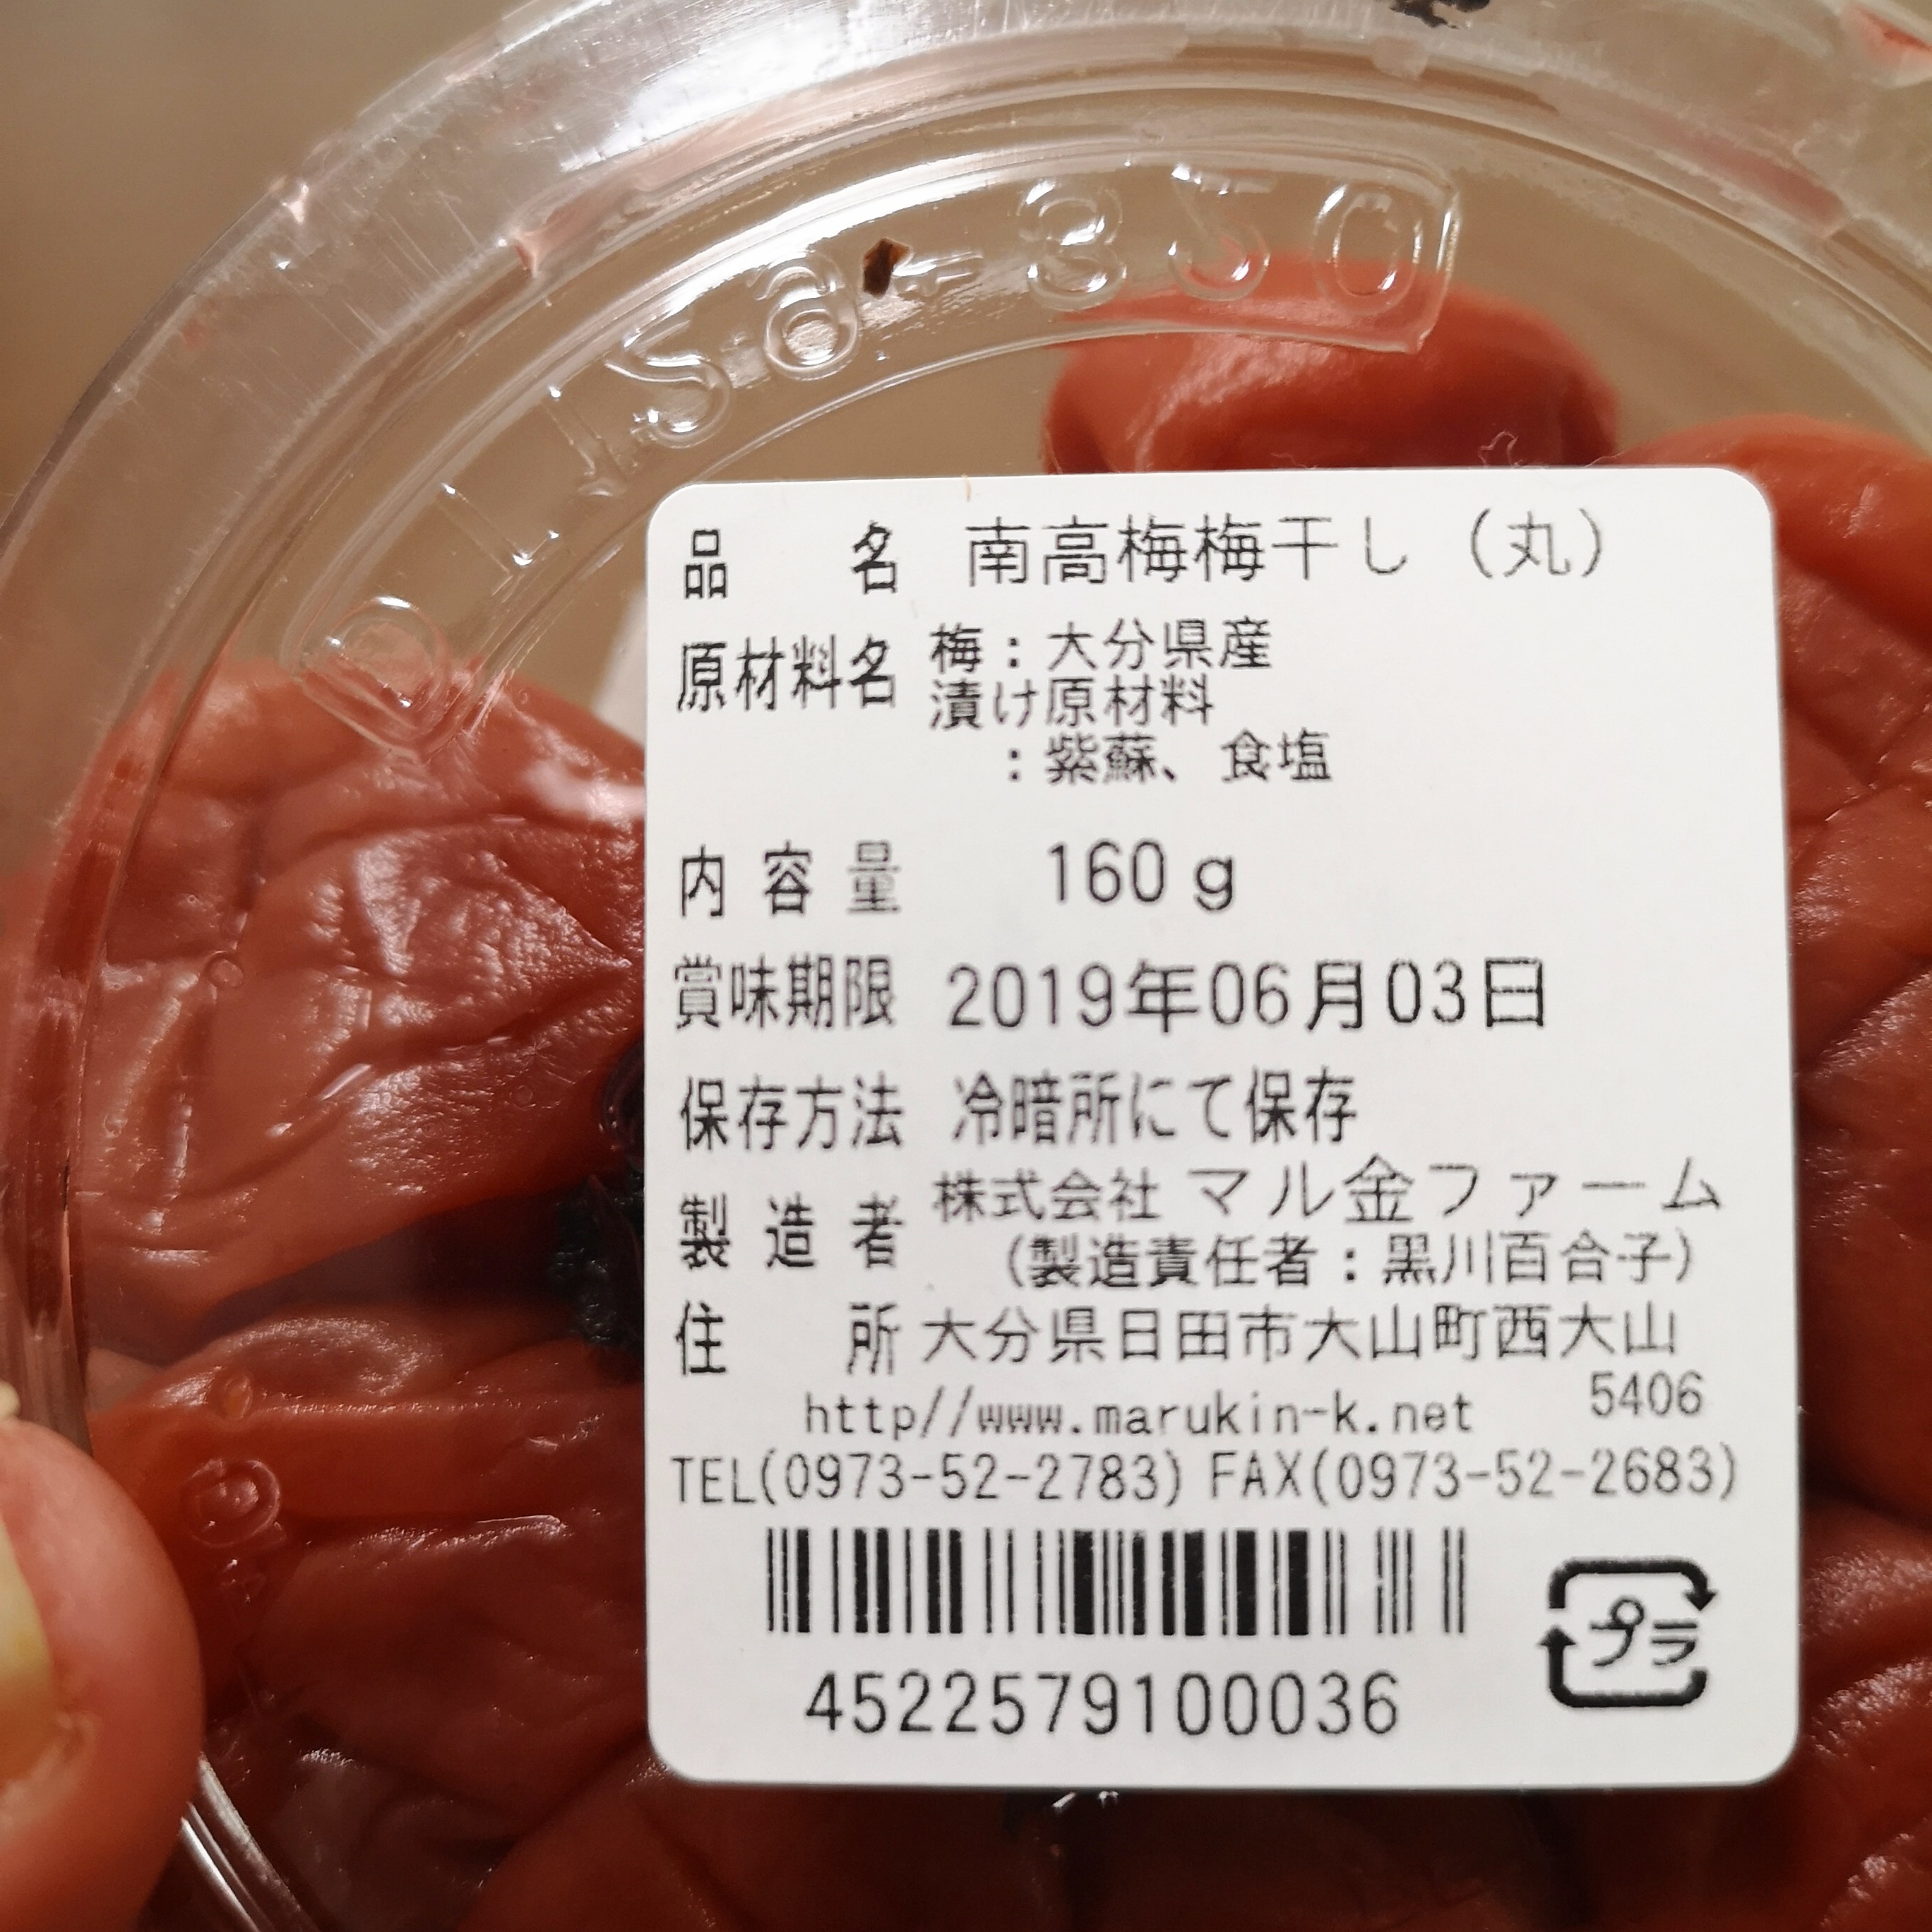 品名 南高梅梅干し（丸）
原材料名 梅：大分県産
漬け原材料
：紫蘇、食塩
内容量 160g
賞味期限 2019年06月03日
保存方法 冷暗所にて保存
製造者 株式会社 マル金ファーム
（製造責任者：黒川百合子）
住所 大分県日田市大山町西大山
5406
http//www.marukin-k.net
TEL(0973-52-2783) FAX(0973-52-2683)
4522579100036
プラ